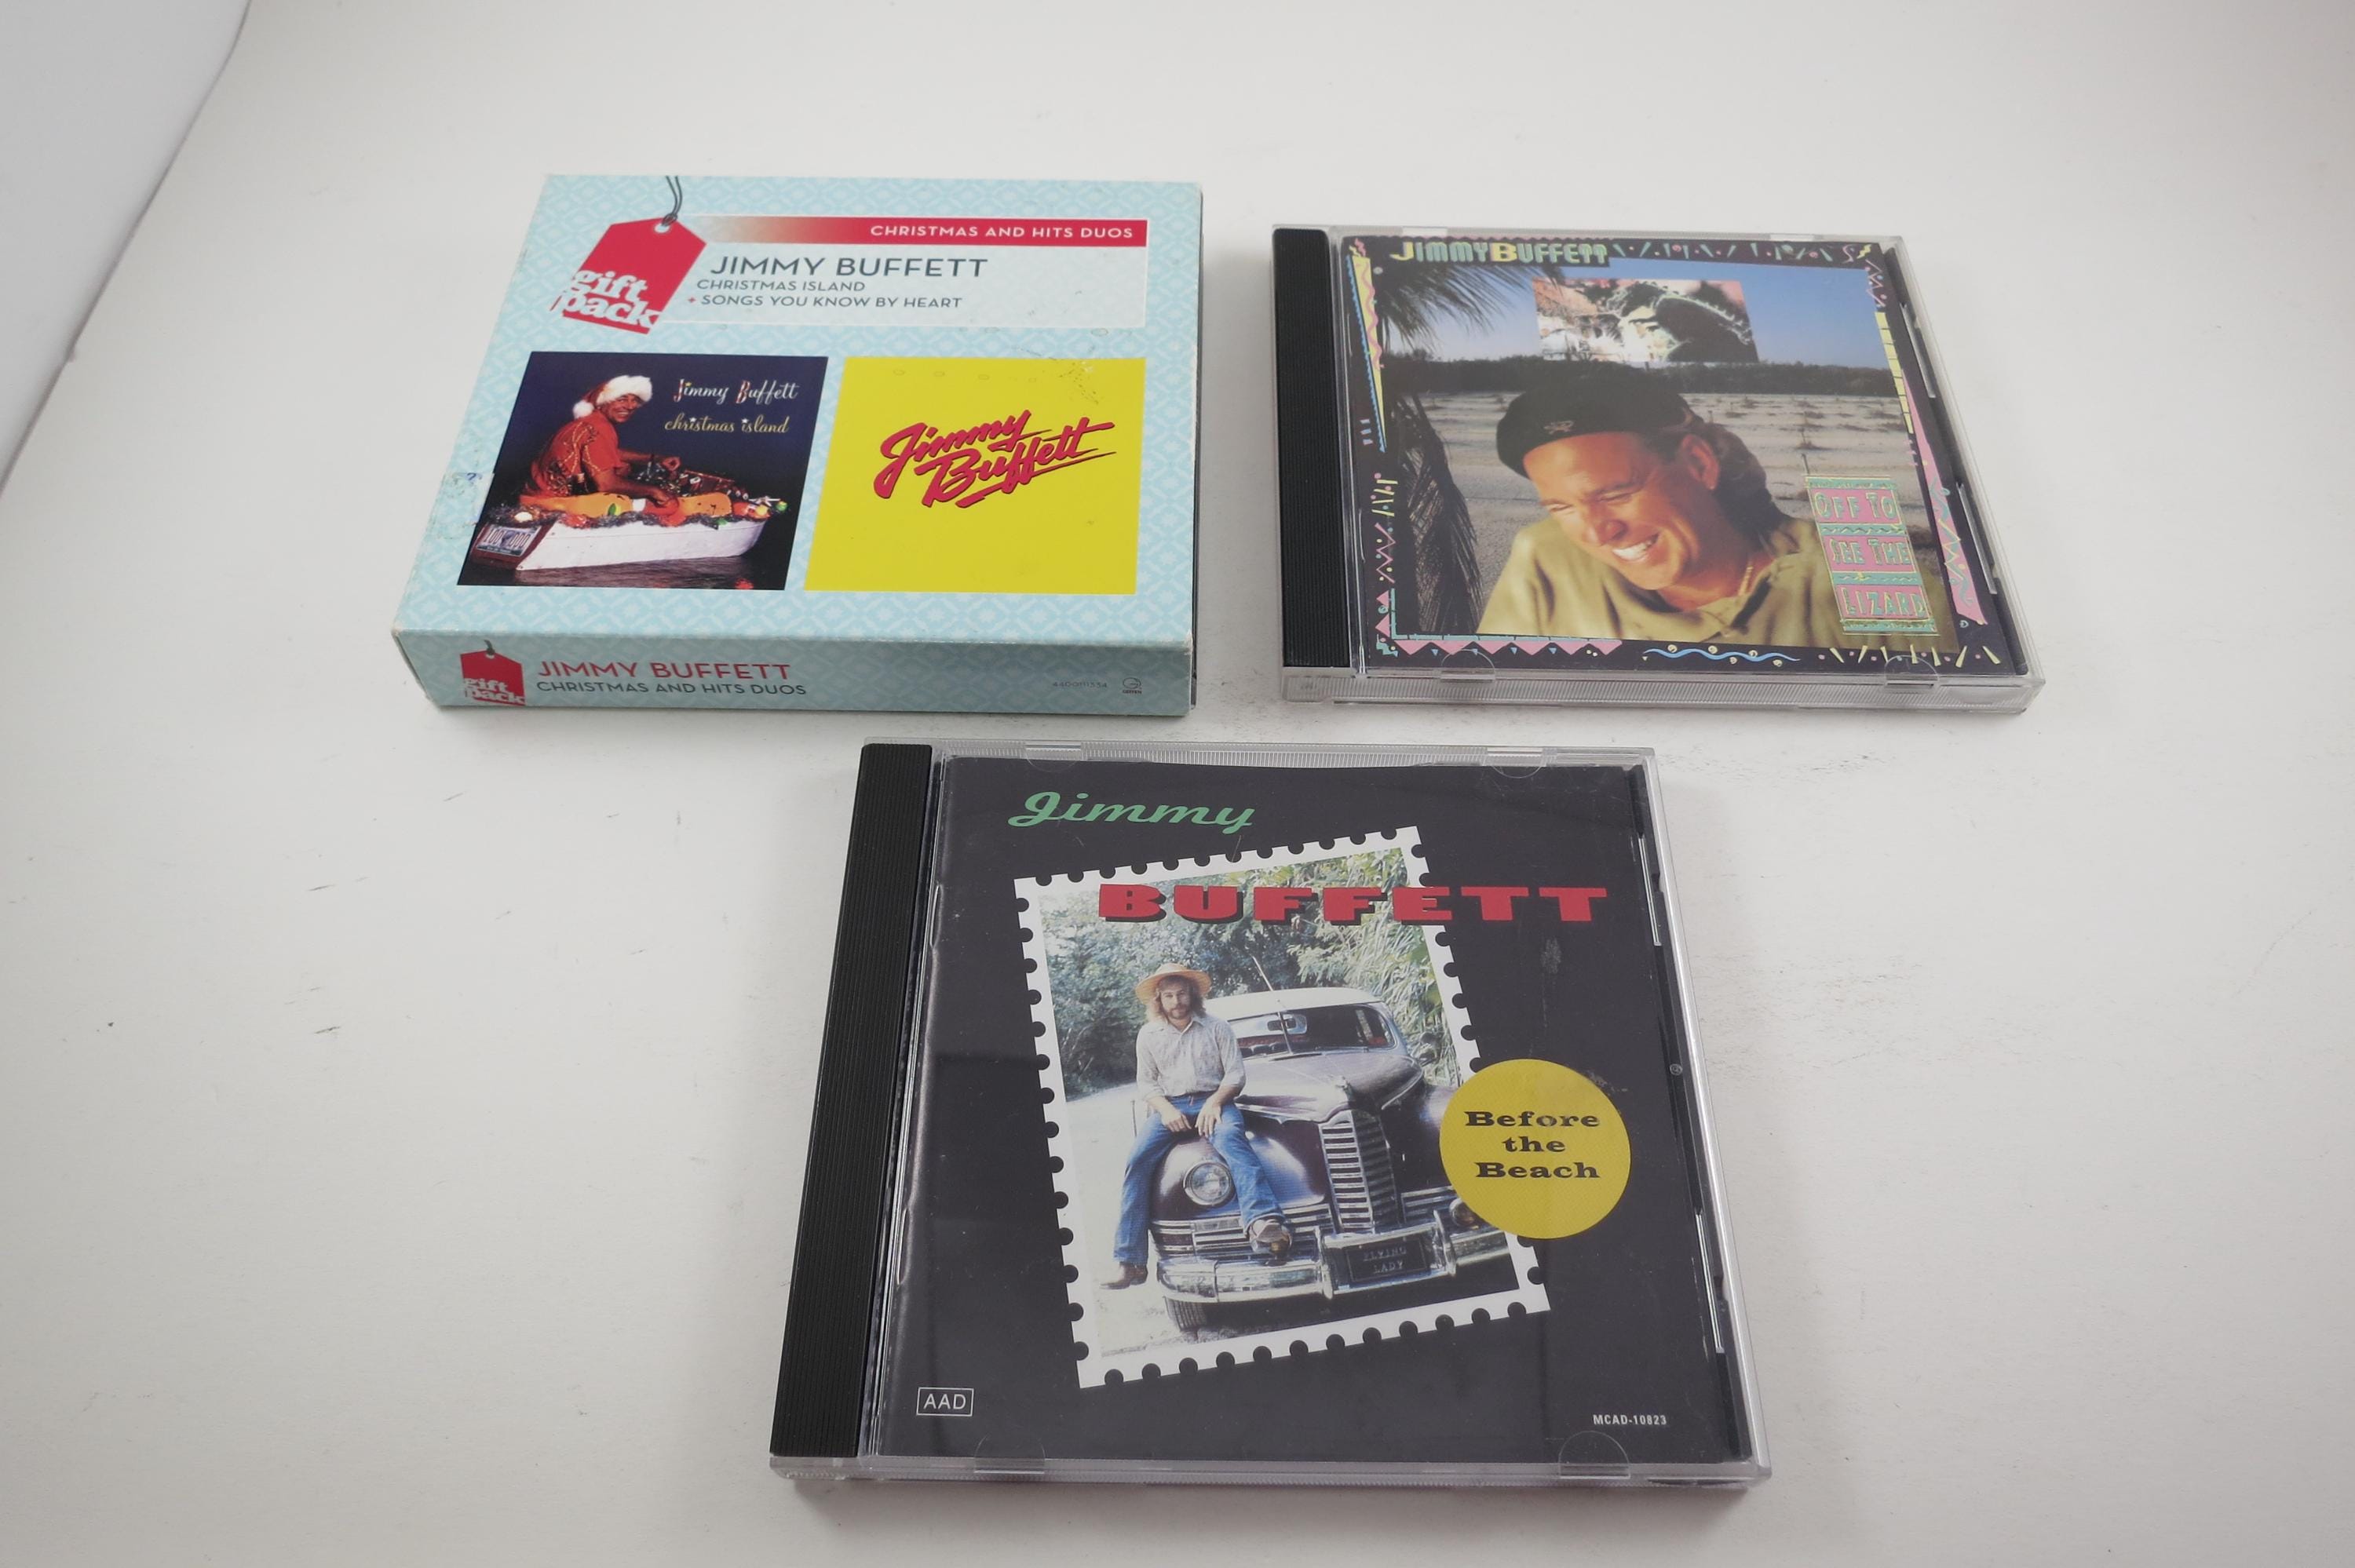 CHRISTMAS AND HITS DUOS
gift
pack
JIMMY BUFFETT
CHRISTMAS ISLAND
+ SONGS YOU KNOW BY HEART
Jimmy Buffett
christmas island
Jimmy
Buffett
gift
pack
JIMMY BUFFETT
CHRISTMAS AND HITS DUOS
JIMMY BUFFETT
OFF TO
SEE THE
LIZARD
Jimmy
BUFFETT
Before
the
Beach
FLYING
LADY
AAD
MCAD-10823